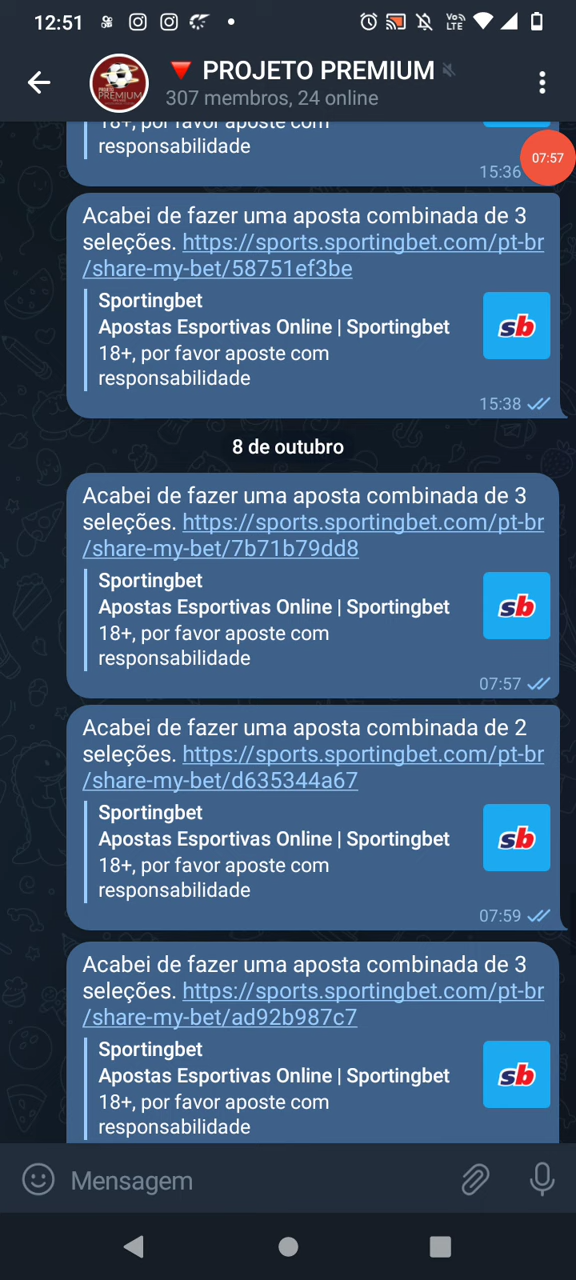 12:51
VoLTE
PROJETO PREMIUM
307 membros, 24 online
18+, por favor aposte com
responsabilidade
15:36
07:57
Acabei de fazer uma aposta combinada de 3
seleções. https://sports.sportingbet.com/pt-br
/share-my-bet/58751ef3be
Sportingbet
Apostas Esportivas Online | Sportingbet
18+, por favor aposte com
responsabilidade
sb
15:38
8 de outubro
Acabei de fazer uma aposta combinada de 3
seleções. https://sports.sportingbet.com/pt-br
/share-my-bet/7b71b79dd8
Sportingbet
Apostas Esportivas Online | Sportingbet
18+, por favor aposte com
responsabilidade
sb
07:57
Acabei de fazer uma aposta combinada de 2
seleções. https://sports.sportingbet.com/pt-br
/share-my-bet/d635344a67
Sportingbet
Apostas Esportivas Online | Sportingbet
18+, por favor aposte com
responsabilidade
sb
07:59
Acabei de fazer uma aposta combinada de 3
seleções. https://sports.sportingbet.com/pt-br
/share-my-bet/ad92b987c7
Sportingbet
Apostas Esportivas Online | Sportingbet
18+, por favor aposte com
responsabilidade
sb
Mensagem